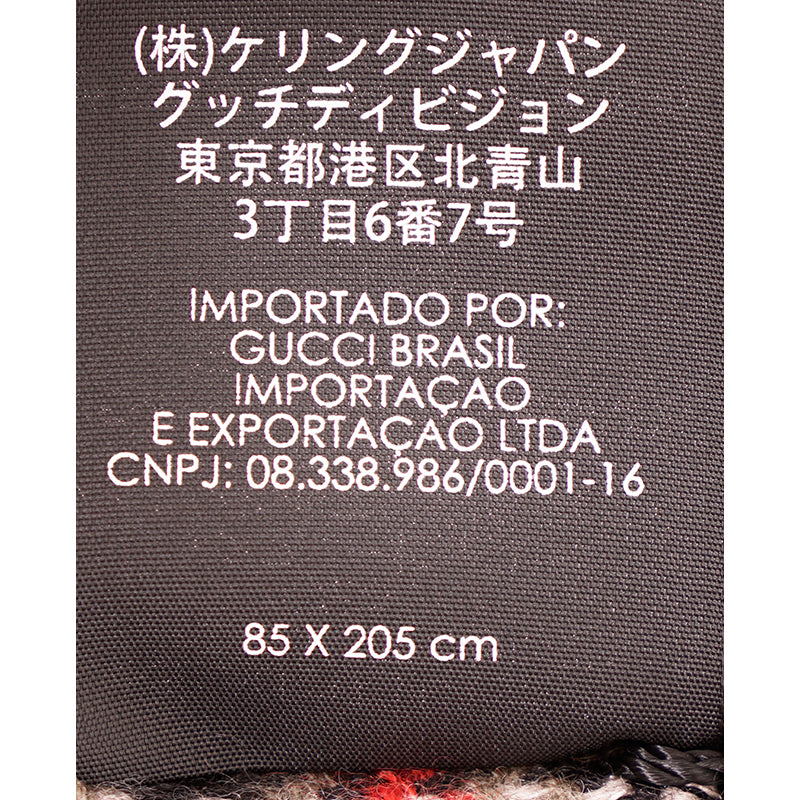 (株)ケリングジャパン
グッチディビジョン
東京都港区北青山
3丁目6番7号
IMPORTADO POR:
GUCCI BRASIL
IMPORTAÇAO
E EXPORTAÇAO LTDA
CNPJ: 08.338.986/0001-16
85 X 205 cm